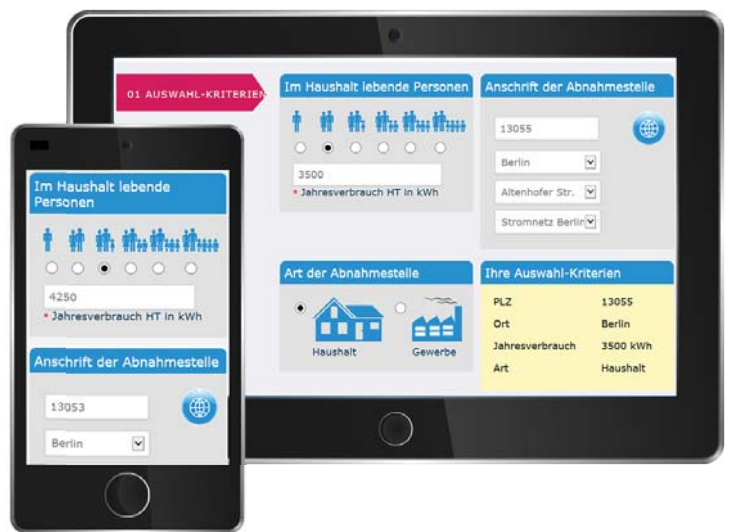 01 AUSWAHL-KRITERIEN
Im Haushalt lebende Personen
3500
* Jahresverbrauch HT in kWh
Anschrift der Abnahmestelle
13055
Berlin
Altenhofer Str.
Stromnetz Berlin
Art der Abnahmestelle
Haushalt
Gewerbe
Ihre Auswahl-Kriterien
PLZ 13055
Ort Berlin
Jahresverbrauch 3500 kWh
Art Haushalt
Im Haushalt lebende
Personen
4250
* Jahresverbrauch HT in kWh
Anschrift der Abnahmestelle
13053
Berlin